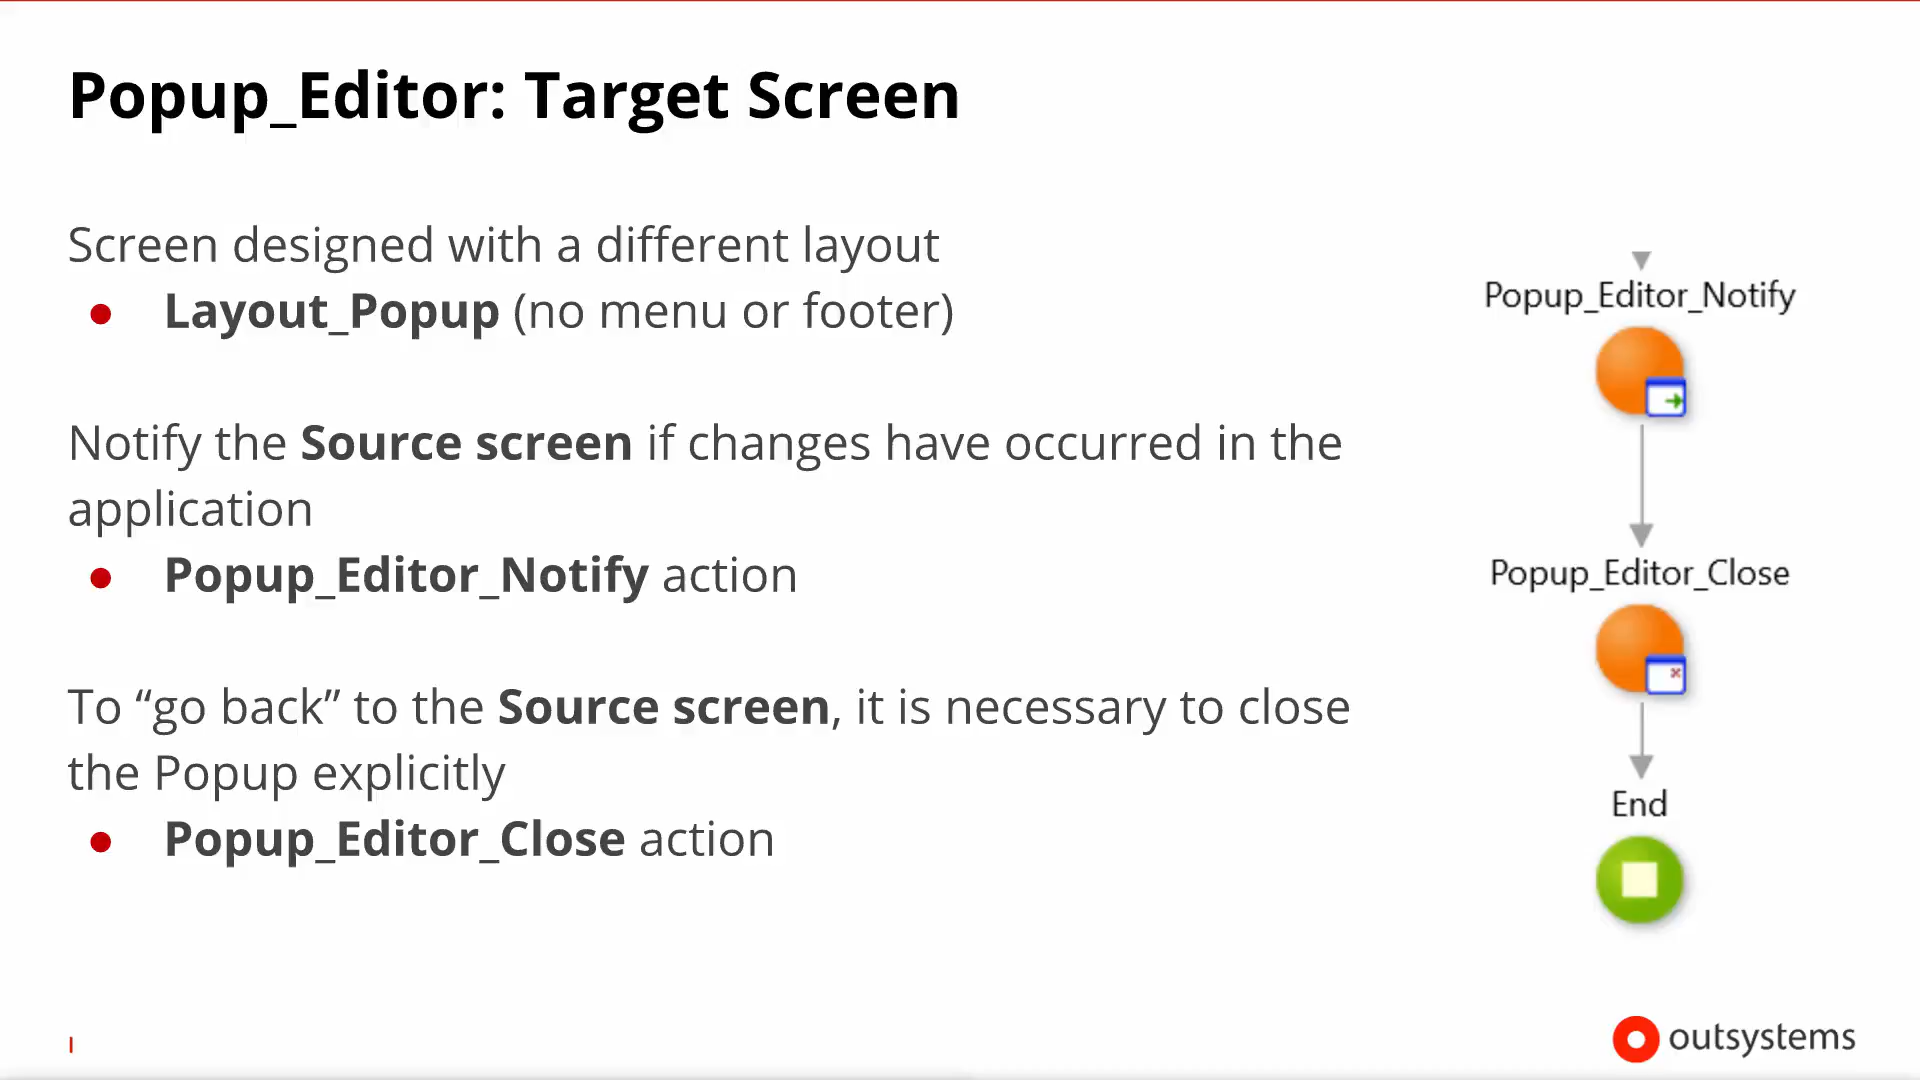 Popup_Editor: Target Screen
Screen designed with a different layout
● Layout_Popup (no menu or footer)
Notify the Source screen if changes have occurred in the
application
● Popup_Editor_Notify action
To “go back” to the Source screen, it is necessary to close
the Popup explicitly
● Popup_Editor_Close action
Popup_Editor_Notify
Popup_Editor_Close
End
outsystems